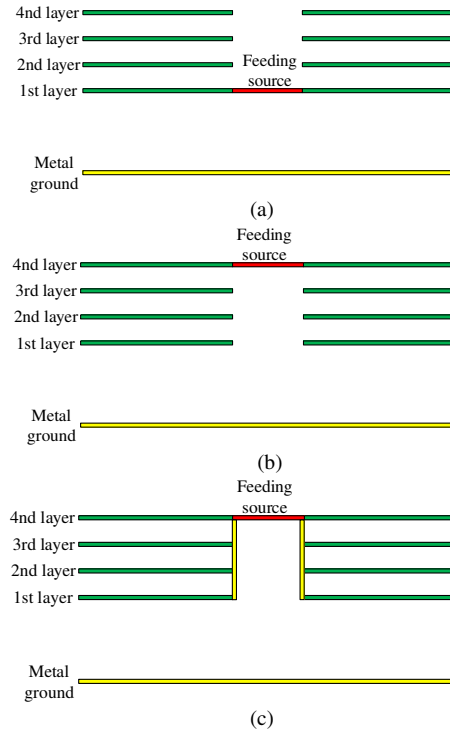 4nd layer
3rd layer
2nd layer
Feeding
source
1st layer
Metal
ground
(a)
Feeding
source
4nd layer
3rd layer
2nd layer
1st layer
Metal
ground
(b)
Feeding
source
4nd layer
3rd layer
2nd layer
1st layer
Metal
ground
(c)